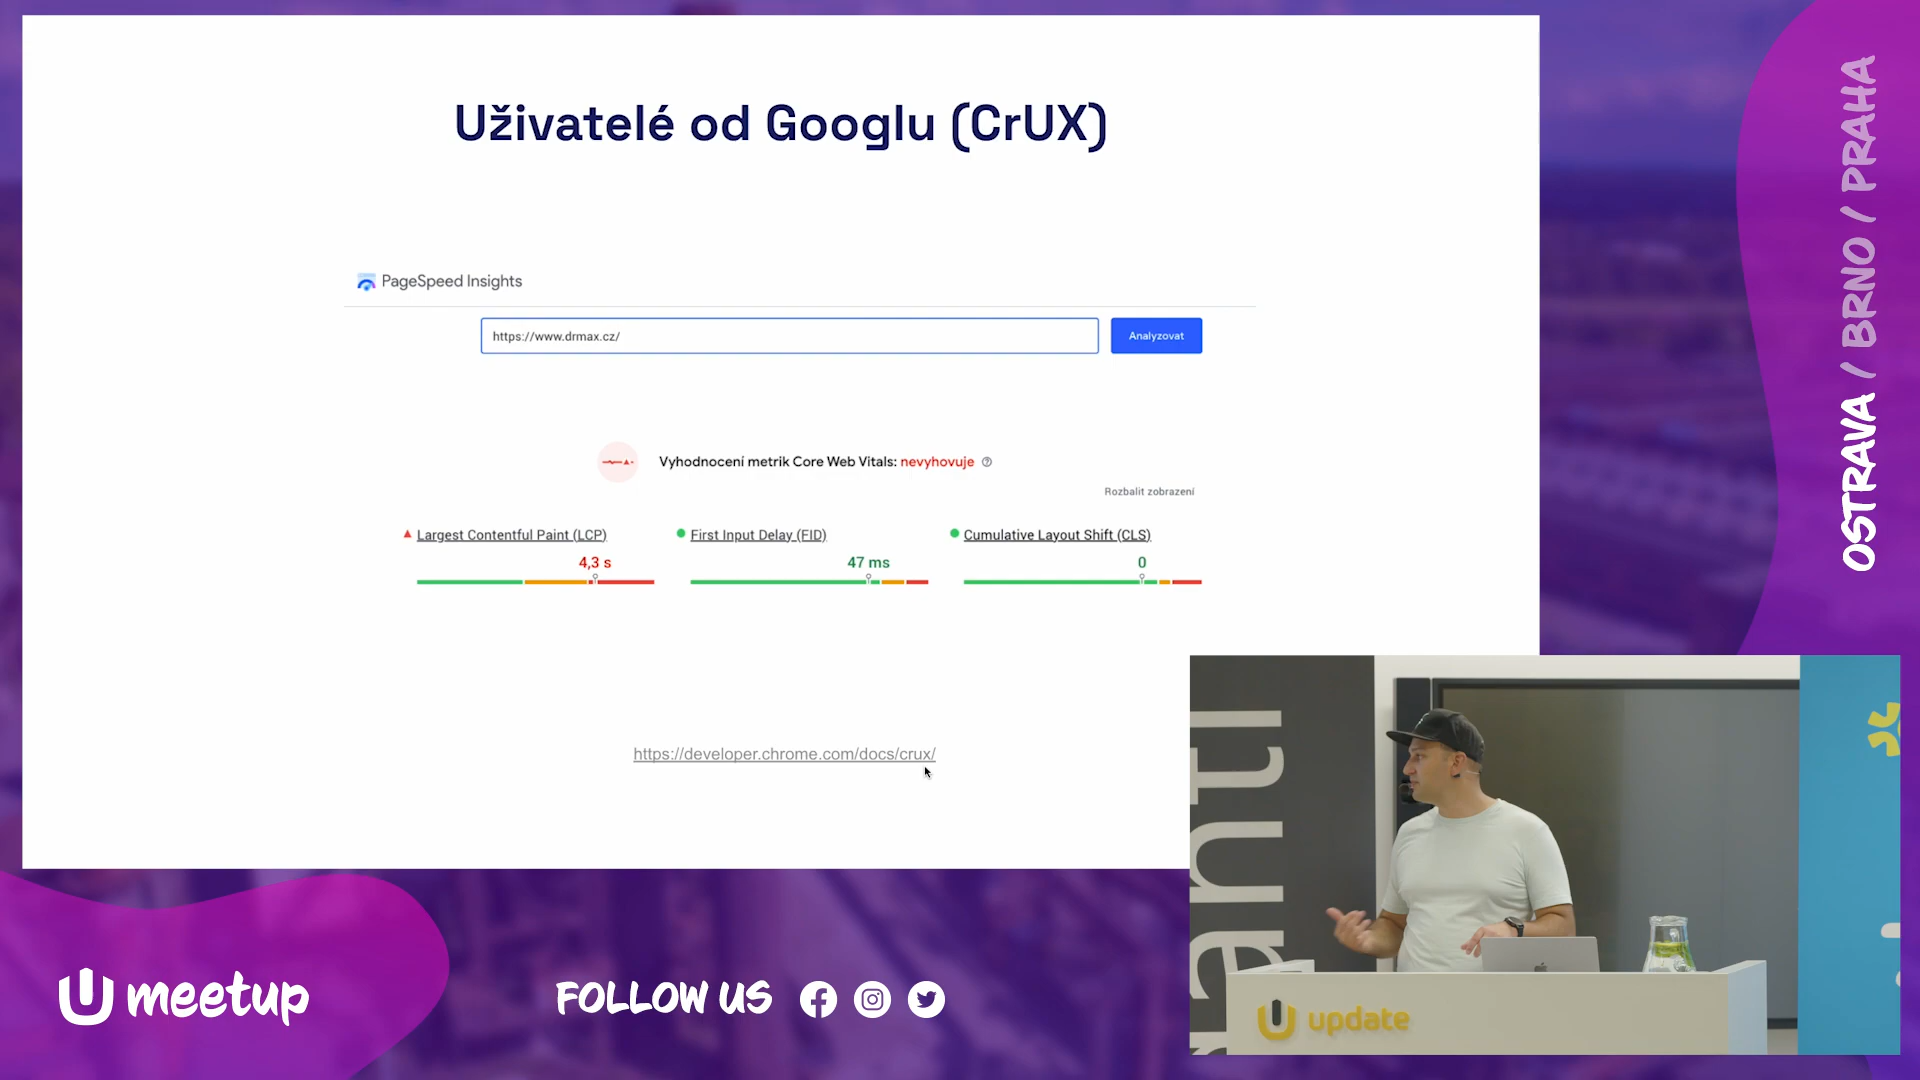 Uživatelé od Googlu (CrUX)
PageSpeed Insights
https://www.drmax.cz/
Analyzovat
Vyhodnocení metrik Core Web Vitals: nevyhovuje
Rozbalit zobrazení
Largest Contentful Paint (LCP)
4,3 s
First Input Delay (FID)
47 ms
Cumulative Layout Shift (CLS)
0
https://developer.chrome.com/docs/crux/
OSTRAVA / BRNO / PRAHA
meetup
FOLLOW US
update